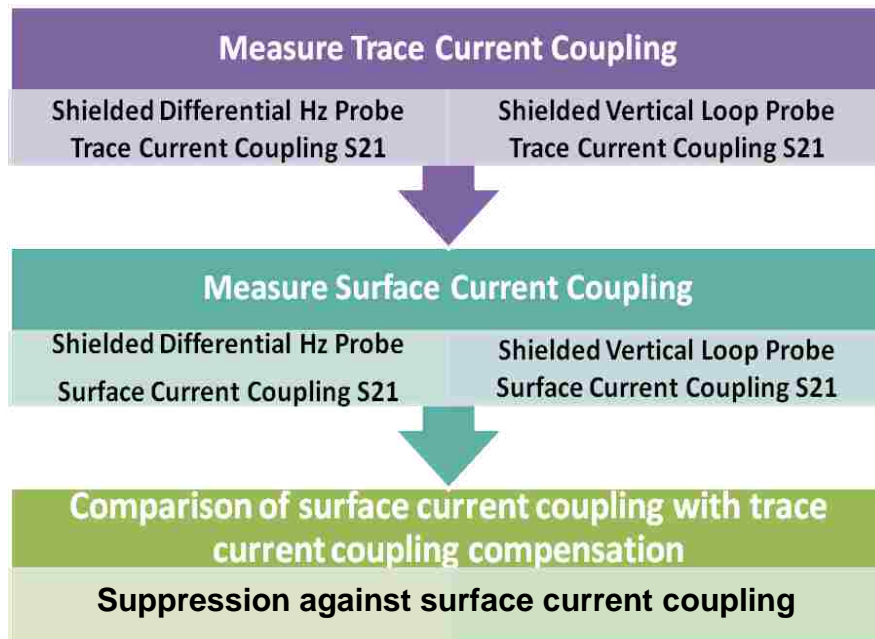 Measure Trace Current Coupling
Shielded Differential Hz Probe
Trace Current Coupling S21
Shielded Vertical Loop Probe
Trace Current Coupling S21
Measure Surface Current Coupling
Shielded Differential Hz Probe
Surface Current Coupling S21
Shielded Vertical Loop Probe
Surface Current Coupling S21
Comparison of surface current coupling with trace
current coupling compensation
Suppression against surface current coupling